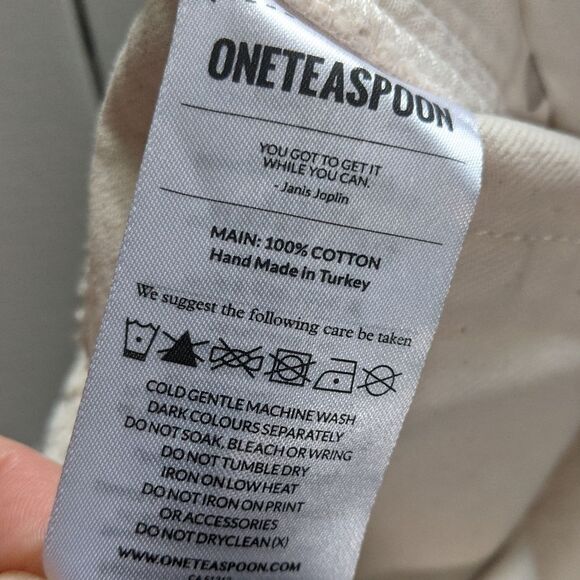 ONETEASPOON
YOU GOT TO GET IT
WHILE YOU CAN.
- Janis Joplin
MAIN: 100% COTTON
Hand Made in Turkey
We suggest the following care be taken
COLD GENTLE MACHINE WASH
DARK COLOURS SEPARATELY
DO NOT SOAK, BLEACH OR WRING
DO NOT TUMBLE DRY
IRON ON LOW HEAT
DO NOT IRON ON PRINT
OR ACCESSORIES
DO NOT DRYCLEAN (X)
WWW.ONETEASPOON.COM